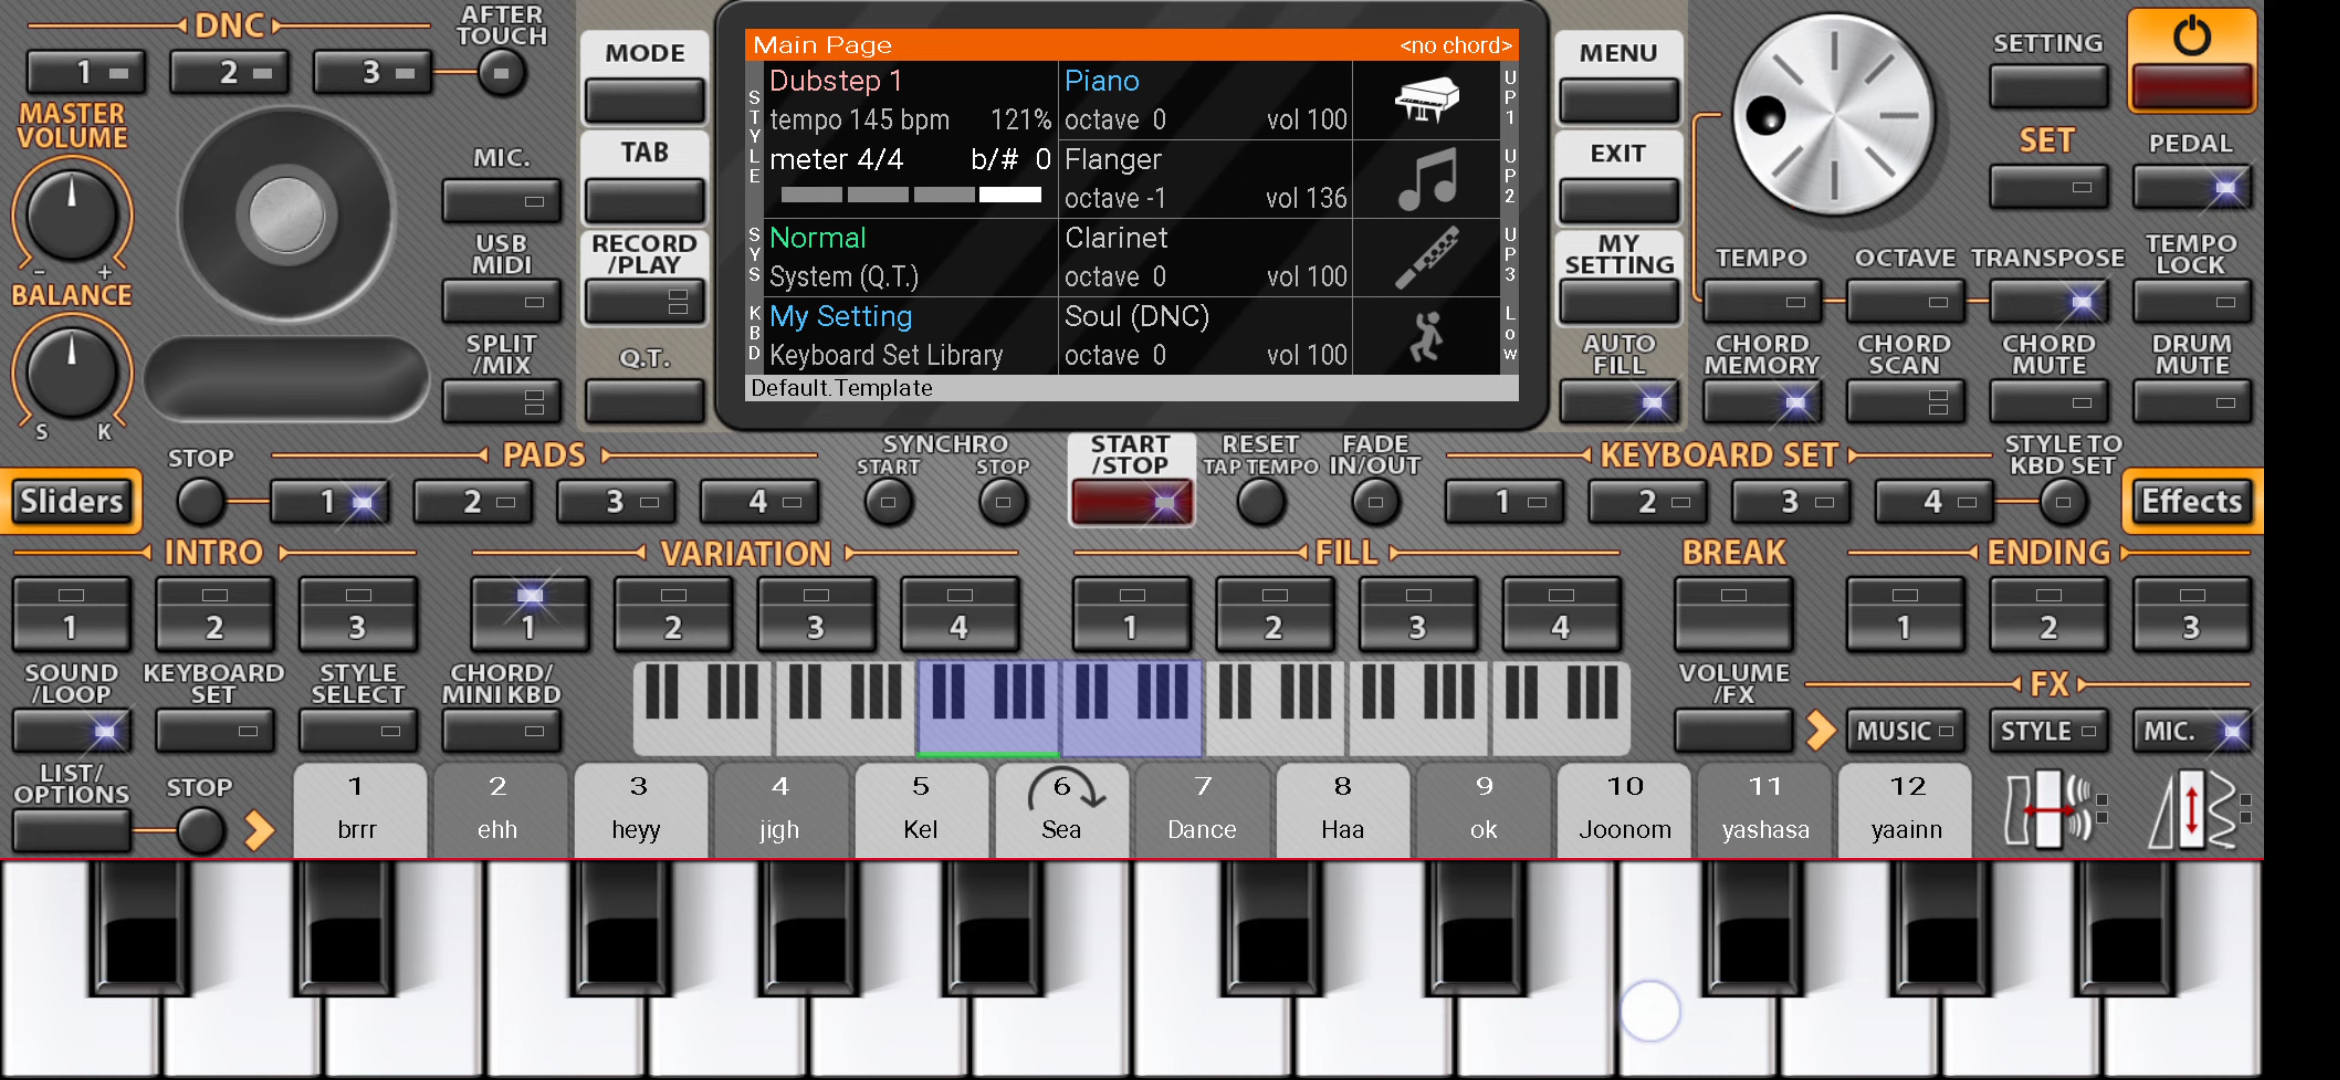 DNC
1
2
3
AFTER
TOUCH
MASTER
VOLUME
- +
BALANCE
S K
MIC.
USB
MIDI
SPLIT
/MIX
MODE
TAB
RECORD
/PLAY
Q.T.
Main Page <no chord>
STYLE
Dubstep 1
tempo 145 bpm 121%
meter 4/4 b/# 0
SYS
Normal
System (Q.T.)
KBD
My Setting
Keyboard Set Library
Piano
octave 0 vol 100
UP1
Flanger
octave -1 vol 136
UP2
Clarinet
octave 0 vol 100
UP3
Soul (DNC)
octave 0 vol 100
Low
Default.Template
MENU
EXIT
MY
SETTING
AUTO
FILL
SETTING
SET
PEDAL
TEMPO
OCTAVE
TRANSPOSE
TEMPO
LOCK
CHORD
MEMORY
CHORD
SCAN
CHORD
MUTE
DRUM
MUTE
Sliders
STOP
PADS
1
2
3
4
SYNCHRO
START STOP
START
/STOP
RESET
TAP TEMPO
FADE
IN/OUT
KEYBOARD SET
1
2
3
4
STYLE TO
KBD SET
Effects
INTRO
1
2
3
VARIATION
1
2
3
4
FILL
1
2
3
4
BREAK
ENDING
1
2
3
SOUND
/LOOP
KEYBOARD
SET
STYLE
SELECT
CHORD/
MINI KBD
VOLUME
/FX
FX
MUSIC
STYLE
MIC.
LIST/
OPTIONS
STOP
1
brrr
2
ehh
3
heyy
4
jigh
5
Kel
6
Sea
7
Dance
8
Haa
9
ok
10
Joonom
11
yashasa
12
yaainn